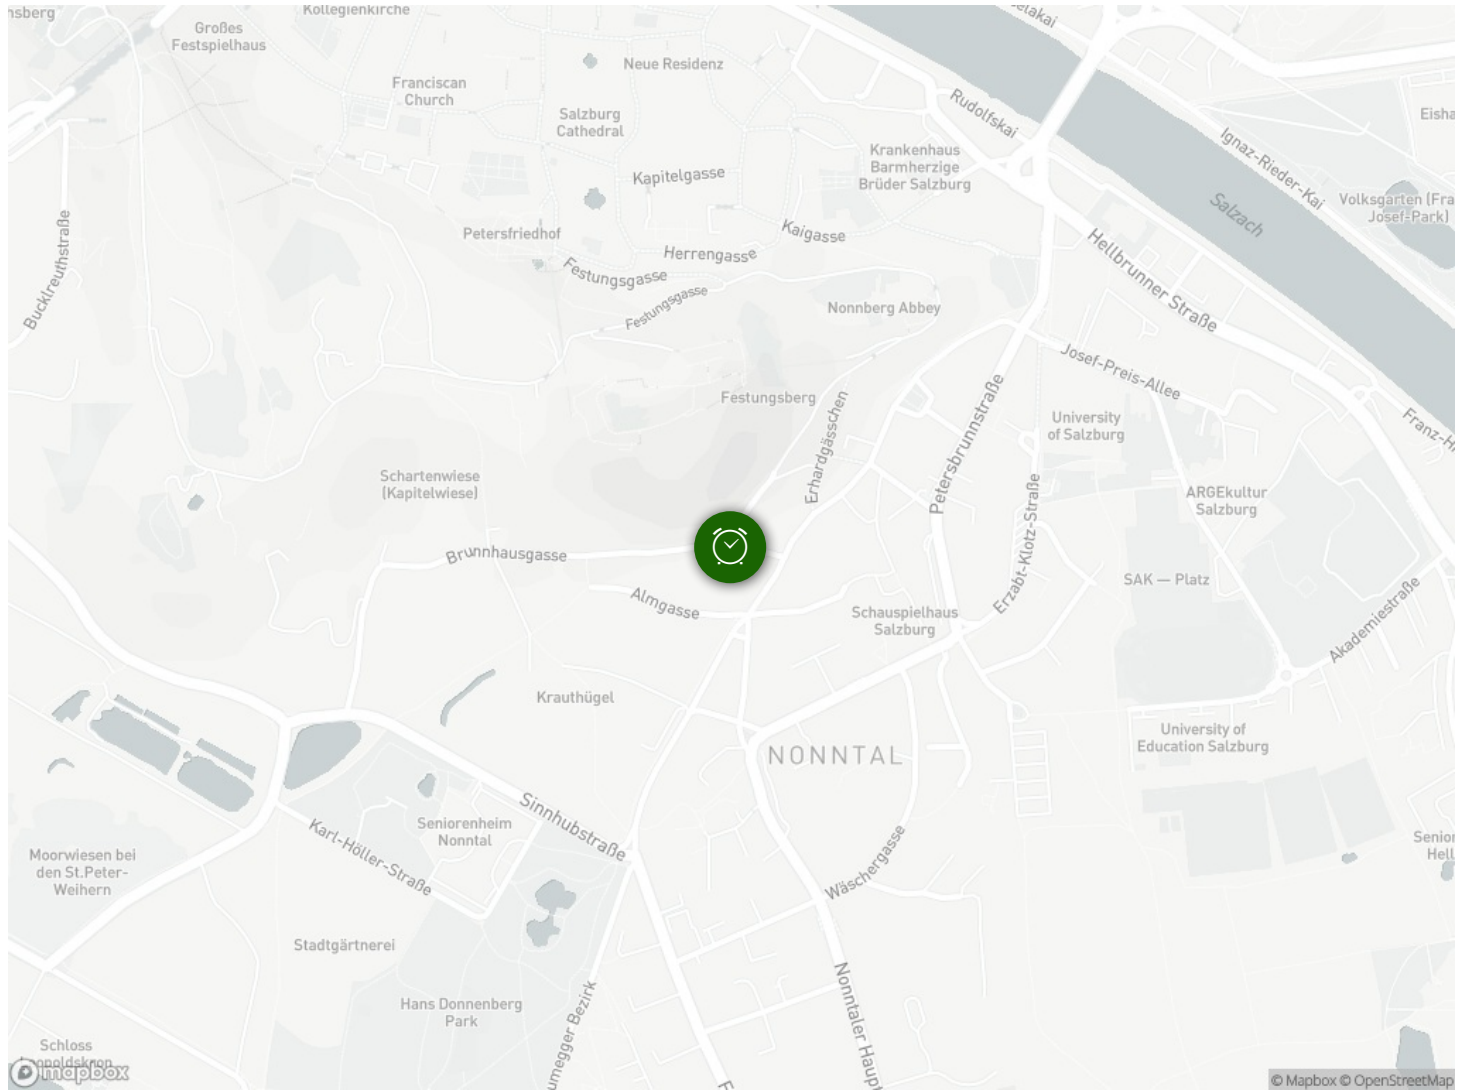 Kollegienkirche
Großes
Festspielhaus
Neue Residenz
Franciscan
Church
Salzburg
Cathedral
Rudolfskai
Ignaz-Rieder-Kai
Krankenhaus
Barmherzige
Brüder Salzburg
Kapitelgasse
Salzach
Volksgarten (Fra
Josef-Park)
Bucklreuthstraße
Petersfriedhof
Kaigasse
Herrengasse
Hellbrunner Straße
Festungsgasse
Festungsgasse
Nonnberg Abbey
Josef-Preis-Allee
Festungsberg
Erhardgässchen
Petersbrunnstraße
University
of Salzburg
Franz-H
Schartenwiese
(Kapitelwiese)
ARGEkultur
Salzburg
Brunnhausgasse
Erzabt-Klotz-Straße
SAK — Platz
Almgasse
Schauspielhaus
Salzburg
Akademiestraße
Krauthügel
University of
Education Salzburg
NONNTAL
Sinnhubstraße
Seniorenheim
Nonntal
Karl-Höller-Straße
Wäschergasse
Senior
Hell
Moorwiesen bei
den St.Peter-
Weihern
Stadtgärtnerei
Hans Donnenberg
Park
umegger Bezirk
Nonntaler Haupt
Schloss
Leopoldskron
mapbox
© Mapbox © OpenStreetMap